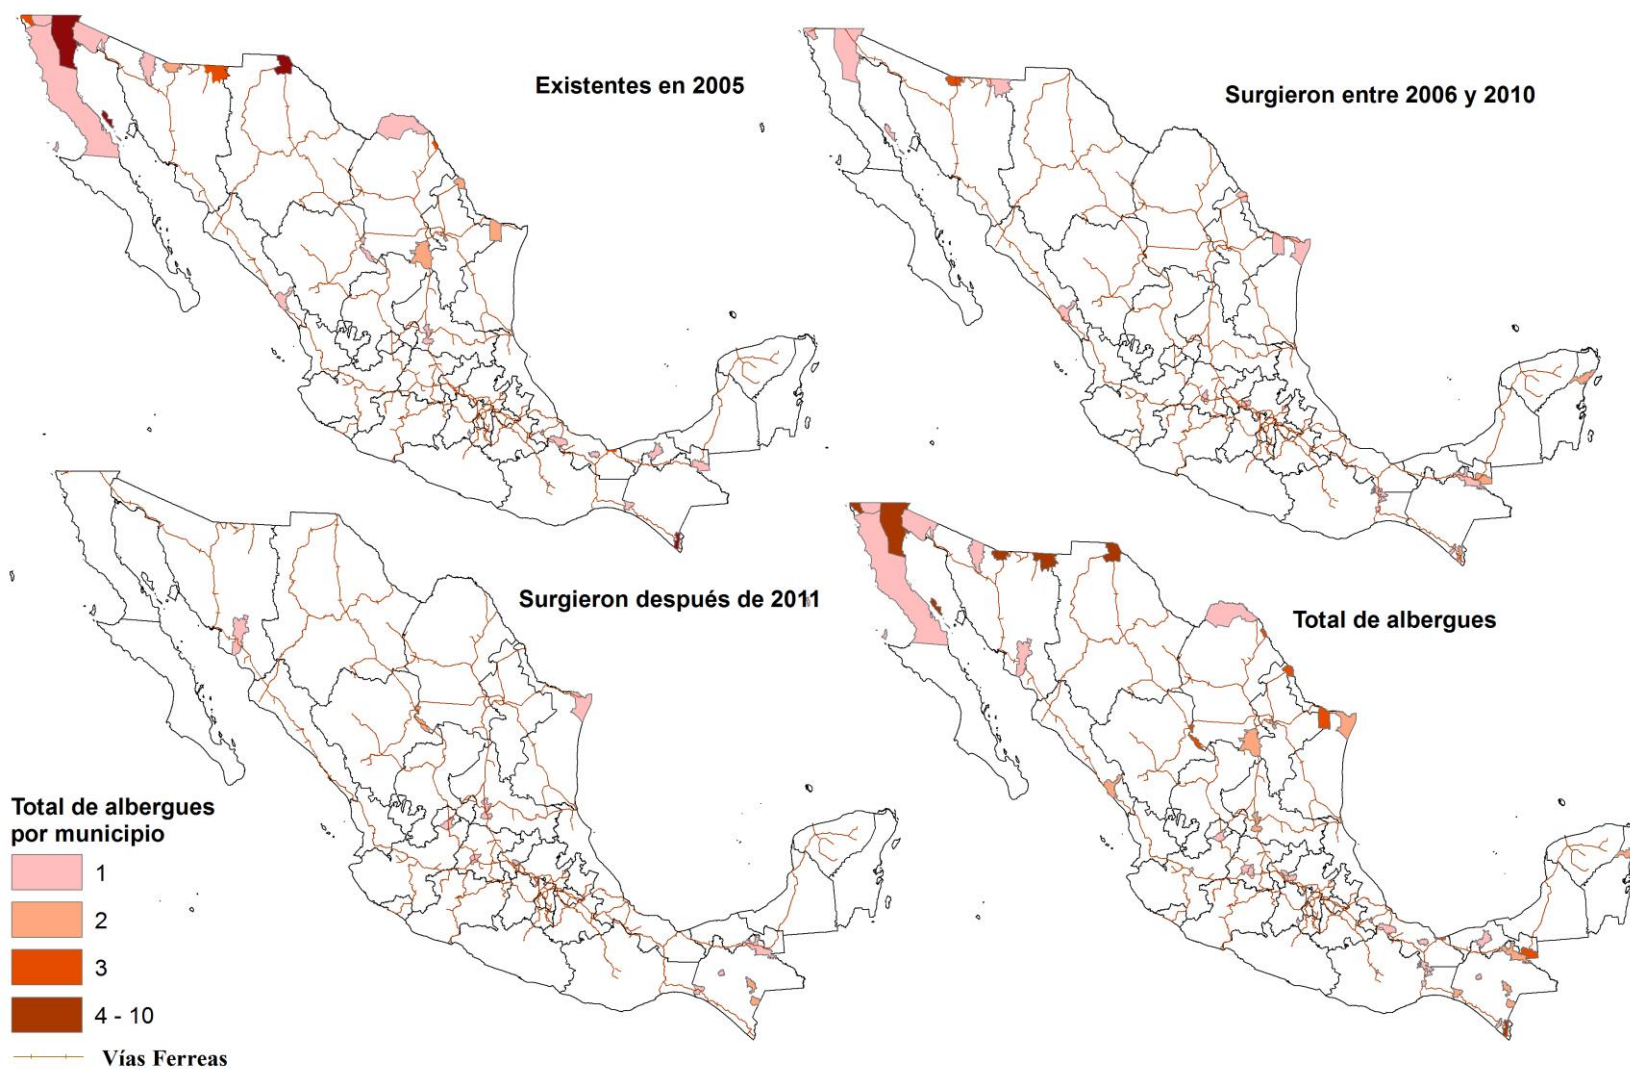 Existentes en 2005
Surgieron entre 2006 y 2010
Surgieron después de 2011
Total de albergues
Total de albergues
por municipio
1
2
3
4 - 10
Vías Ferreas